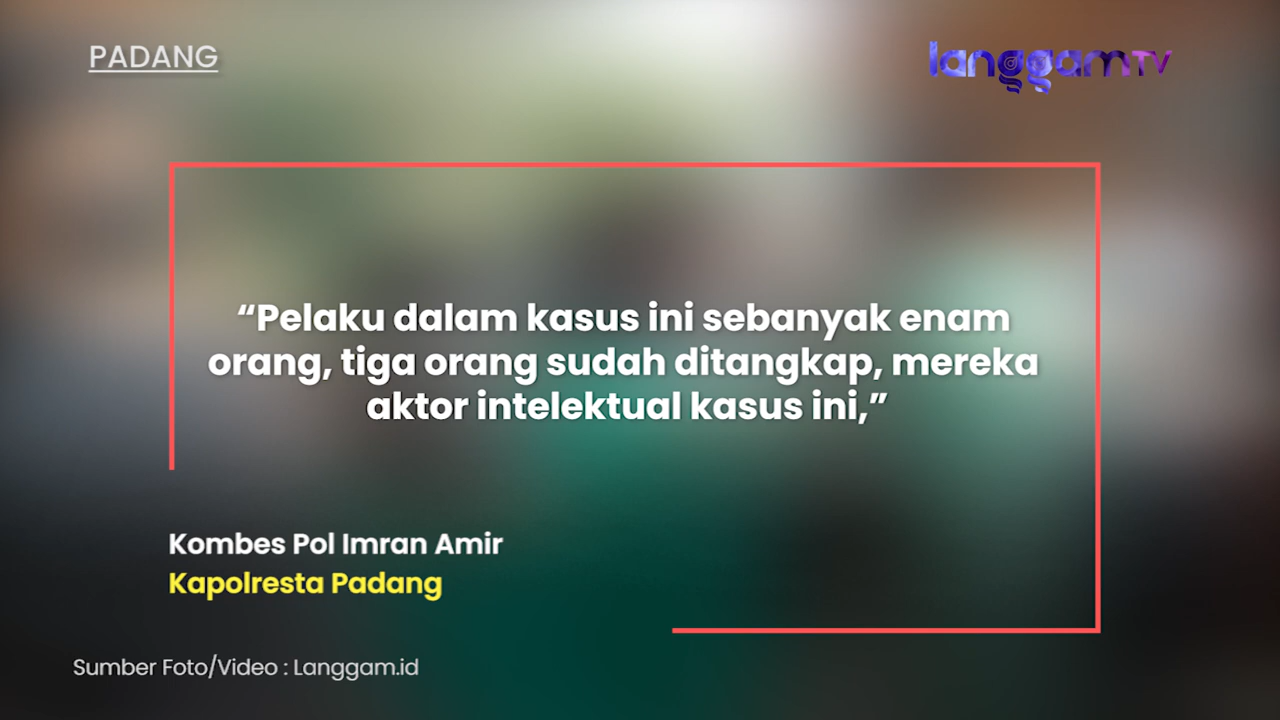 PADANG
langgamTV
“Pelaku dalam kasus ini sebanyak enam
orang, tiga orang sudah ditangkap, mereka
aktor intelektual kasus ini,”
Kombes Pol Imran Amir
Kapolresta Padang
Sumber Foto/Video : Langgam.id